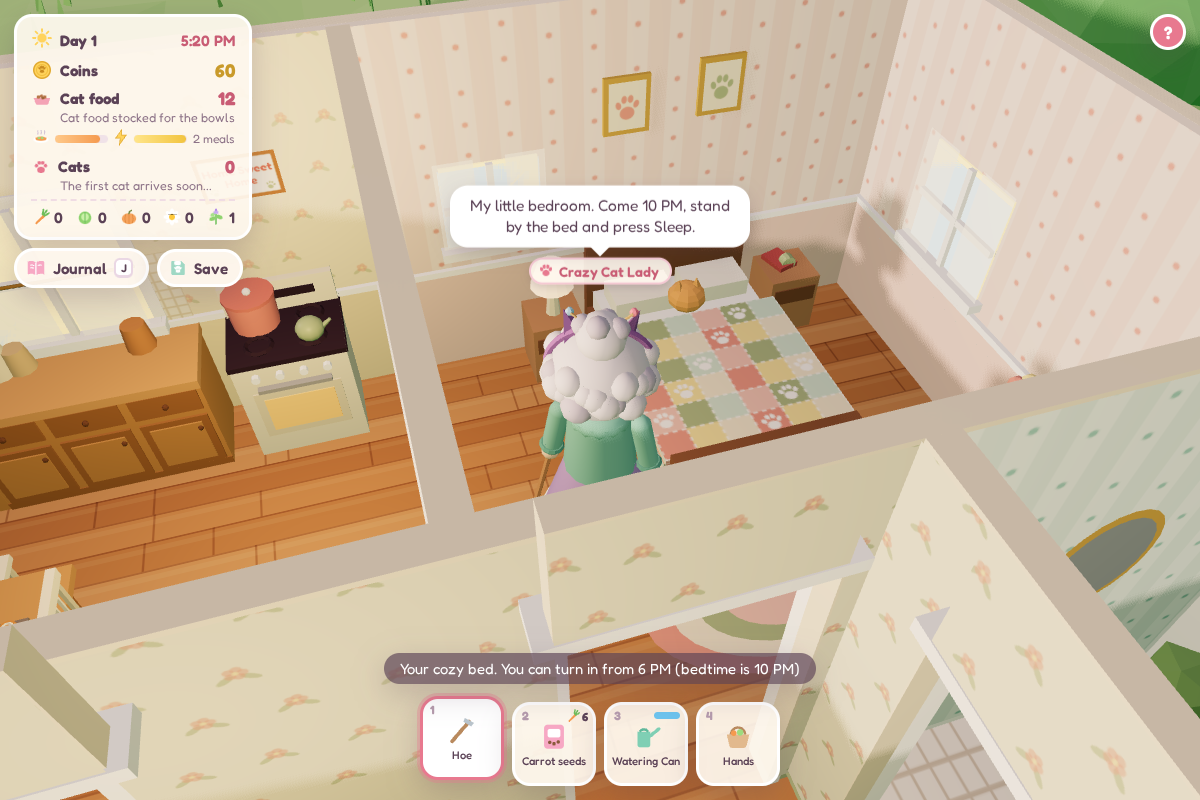 Day 1 5:20 PM
Coins 60
Cat food 12
Cat food stocked for the bowls
2 meals
Cats 0
The first cat arrives soon...
0 0 0 0 1
Journal J Save
?
My little bedroom. Come 10 PM, stand
by the bed and press Sleep.
Crazy Cat Lady
Your cozy bed. You can turn in from 6 PM (bedtime is 10 PM)
1 2 6 3 4
Hoe Carrot seeds Watering Can Hands